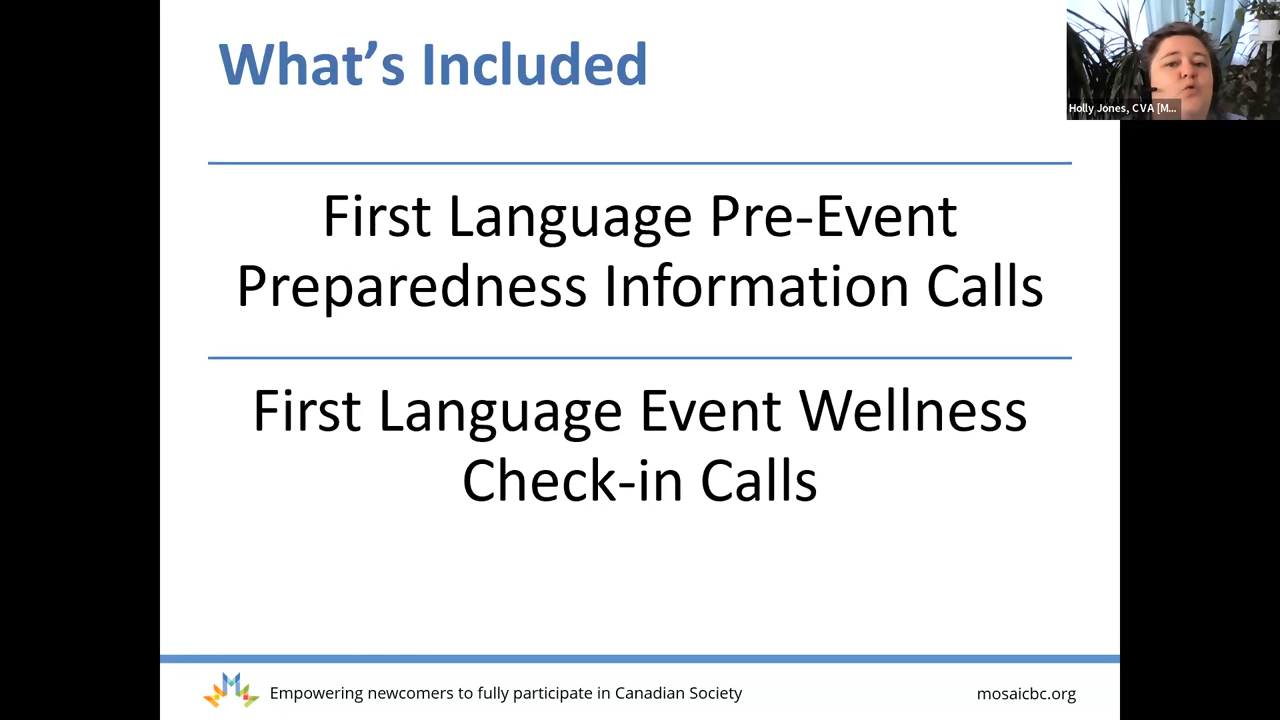 What’s Included
Holly Jones, CVA [M...
First Language Pre-Event
Preparedness Information Calls
First Language Event Wellness
Check-in Calls
Empowering newcomers to fully participate in Canadian Society
mosaicbc.org